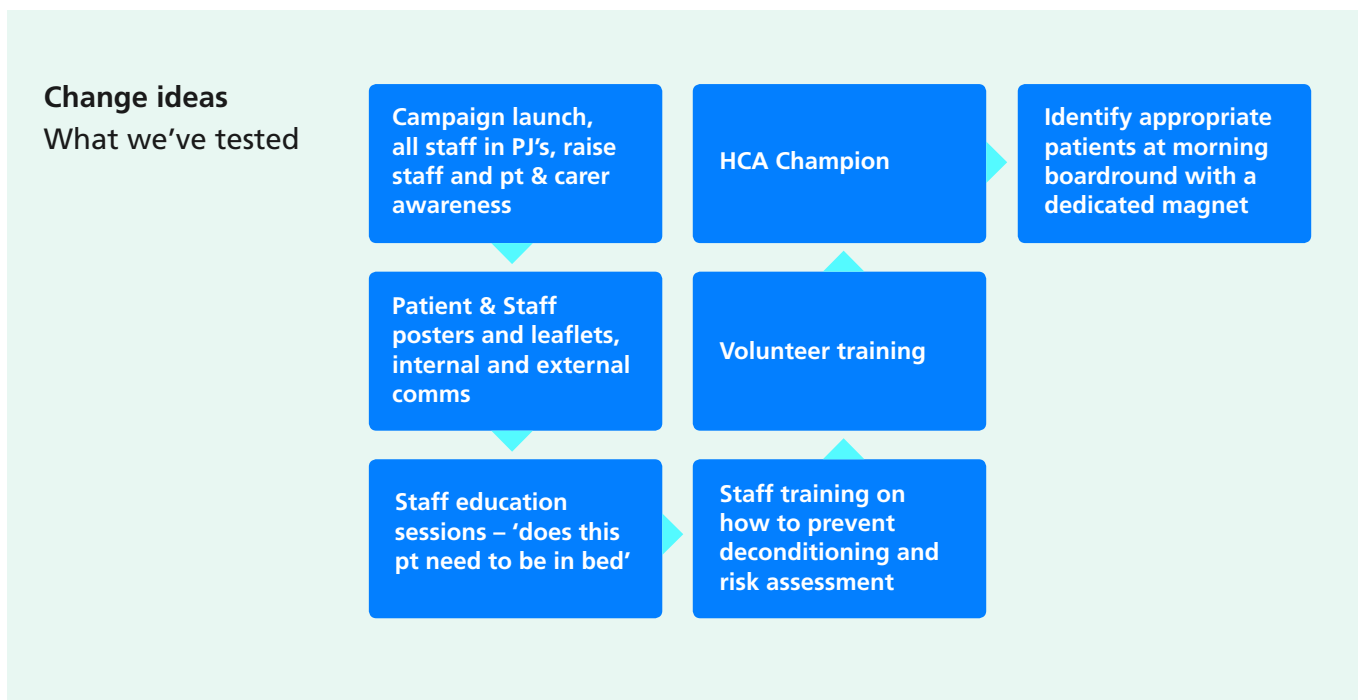 Change ideas
What we’ve tested
Campaign launch,
all staff in PJ’s, raise
staff and pt & carer
awareness
Patient & Staff
posters and leaflets,
internal and external
comms
Staff education
sessions – ‘does this
pt need to be in bed’
Staff training on
how to prevent
deconditioning and
risk assessment
Volunteer training
HCA Champion
Identify appropriate
patients at morning
boardround with a
dedicated magnet